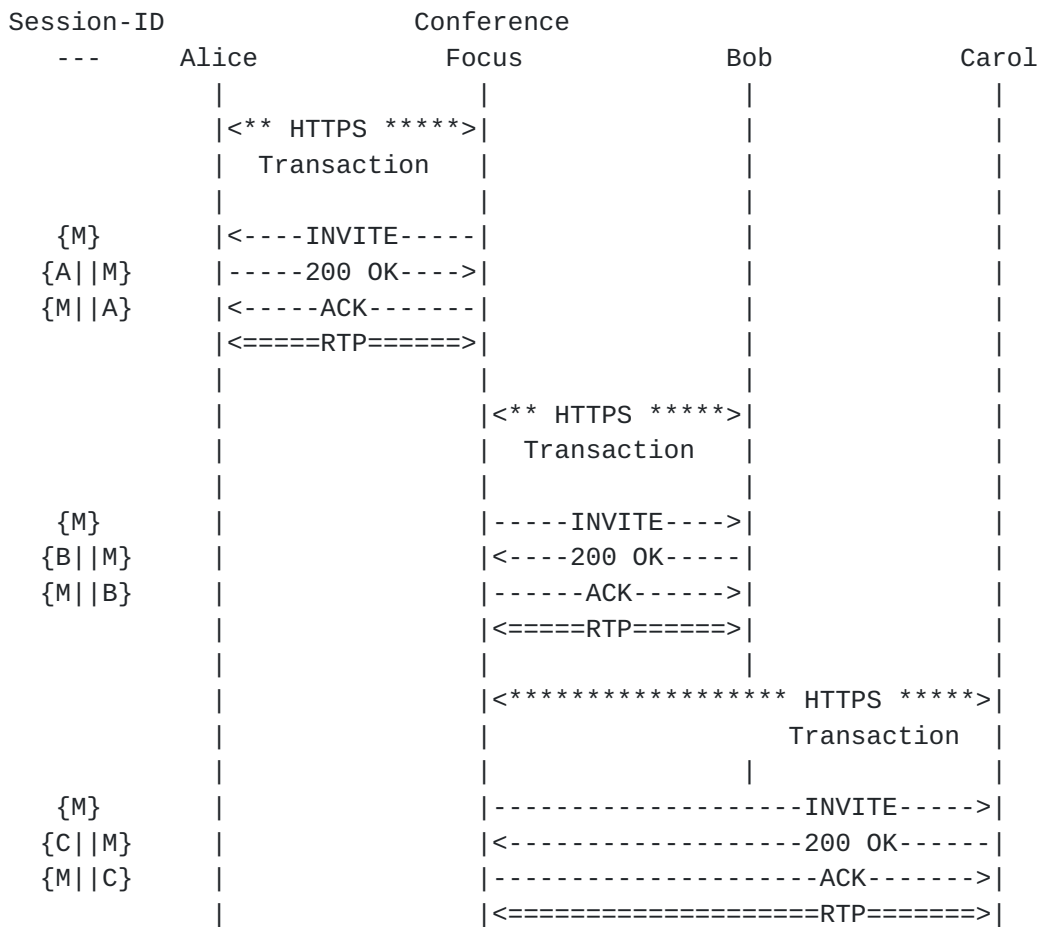 Session-ID                Conference
   ---     Alice            Focus             Bob            Carol
              |                |                |               |
              |<** HTTPS *****>|                |               |
              |  Transaction   |                |               |
              |                |                |               |
   {M}        |<----INVITE-----|                |               |
  {A||M}      |-----200 OK---->|                |               |
  {M||A}      |<-----ACK-------|                |               |
              |<=====RTP======>|                |               |
              |                |                |               |
              |                |<** HTTPS *****>|               |
              |                |  Transaction   |               |
              |                |                |               |
   {M}        |                |-----INVITE---->|               |
  {B||M}      |                |<----200 OK-----|               |
  {M||B}      |                |------ACK------>|               |
              |                |<=====RTP======>|               |
              |                |                |               |
              |                |<****************** HTTPS *****>|
              |                |                   Transaction  |
              |                |                |               |
   {M}        |                |--------------------INVITE----->|
  {C||M}      |                |<-------------------200 OK------|
  {M||C}      |                |---------------------ACK------->|
              |                |<====================RTP=======>|